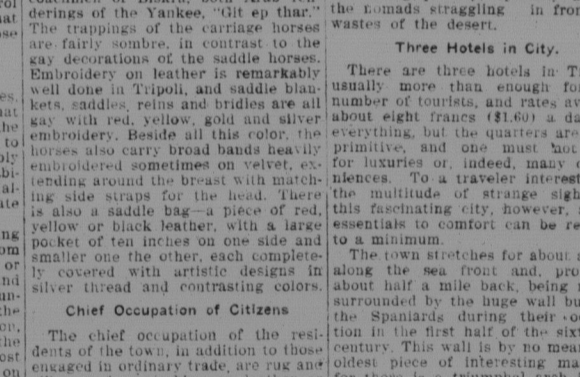 The trappings of the carriage horses
are fairly sombre, in contrast to the
gay decorations of the saddle horses.
Embroidery on leather is remarkably
well done in Tripoli, and saddle blan-
kets, saddles, reins and bridies are all
gay with red, yellow, gold and silver
embroidery. Beside all this color, the
horses also carry broad bands heavily
embroidered sometimes on velvet, ex-
tending around the breast with match-
ing side straps for the head. There
is also a saddle bag—a piece of red,
yellow or black leather, with a large
pocket of ten inches on one side and
smaller one the other, each complete-
ly covered with artistic designs in
silver thread and contrasting colors.
Chief Occupation of Citizens
The chief occupation of the resi-
dents of the town, in addition to those
engaged in ordinary trade, are rug and
the nomads straggling in fron
wastes of the desert.
Three Hotels in City.
There are three hotels in T
usually more than enough fo
number of tourists, and rates av
about eight francs ($1.60) a da
everything, but the quarters are
primitive, and one must not
for luxuries or, indeed, many
niences. To a traveler interest
the multitude of strange sigh
this fascinating city, however,
essentials to comfort can be re
to a minimum.
The town stretches for about
along the sea front and, pro
about half a mile back, being
surrounded by the huge wall bu
the Spaniards during their
tion in the first half of the sixt
century. This wall is by no mea
oldest piece of interesting ma